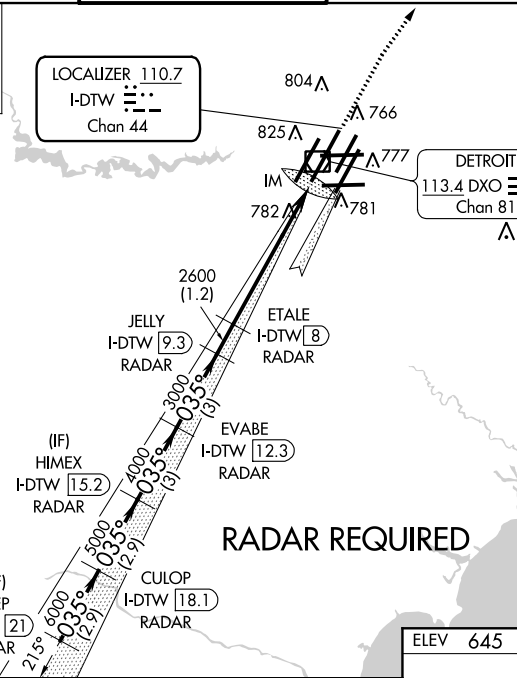 LOCALIZER 110.7
I-DTW
Chan 44
804
766
825
777
DETROIT
113.4 DXO
Chan 81
IM
782
781
2600
(1.2)
JELLY
I-DTW 9.3
RADAR
ETALE
I-DTW 8
RADAR
3000
035°
(3)
EVABE
I-DTW 12.3
RADAR
(IF)
HIMEX
I-DTW 15.2
RADAR
4000
035°
(3)
RADAR REQUIRED
5000
035°
(2.9)
CULOP
I-DTW 18.1
RADAR
6000
035°
(2.9)
21
215°
ELEV 645